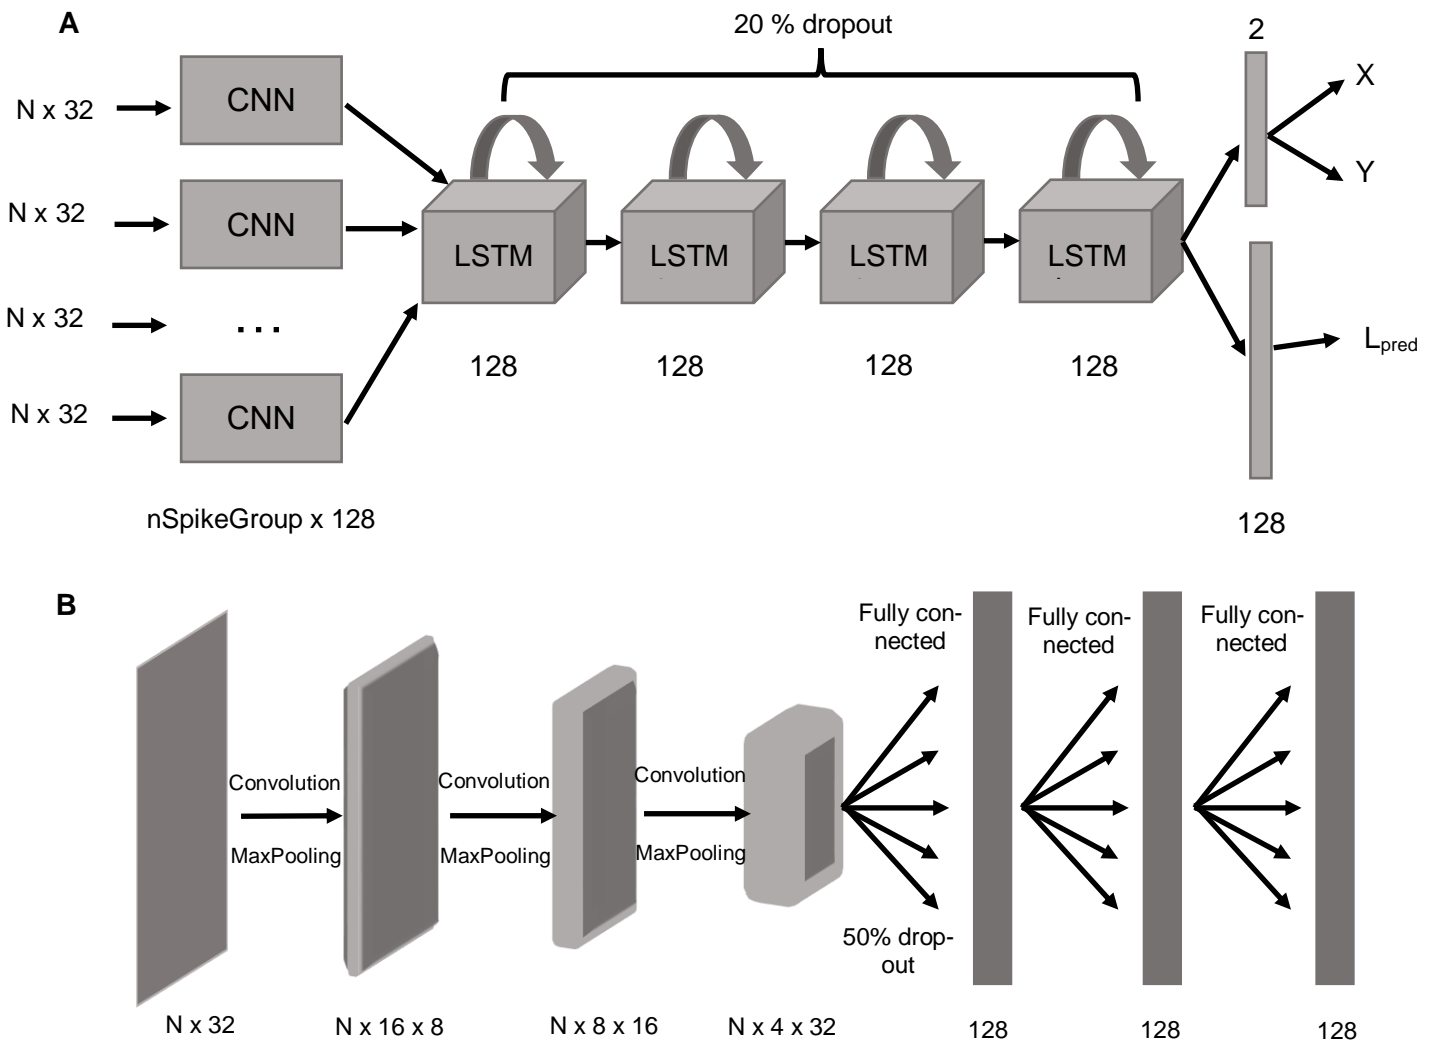 A
20 % dropout
2
N x 32
CNN
X
N x 32
CNN
Y
LSTM
LSTM
LSTM
LSTM
N x 32
...
128
128
128
128
Lpred
N x 32
CNN
nSpikeGroup x 128
128
B
Fully con-
nected
Fully con-
nected
Fully con-
nected
Convolution
MaxPooling
Convolution
MaxPooling
Convolution
MaxPooling
50% drop-
out
N x 32
N x 16 x 8
N x 8 x 16
N x 4 x 32
128
128
128